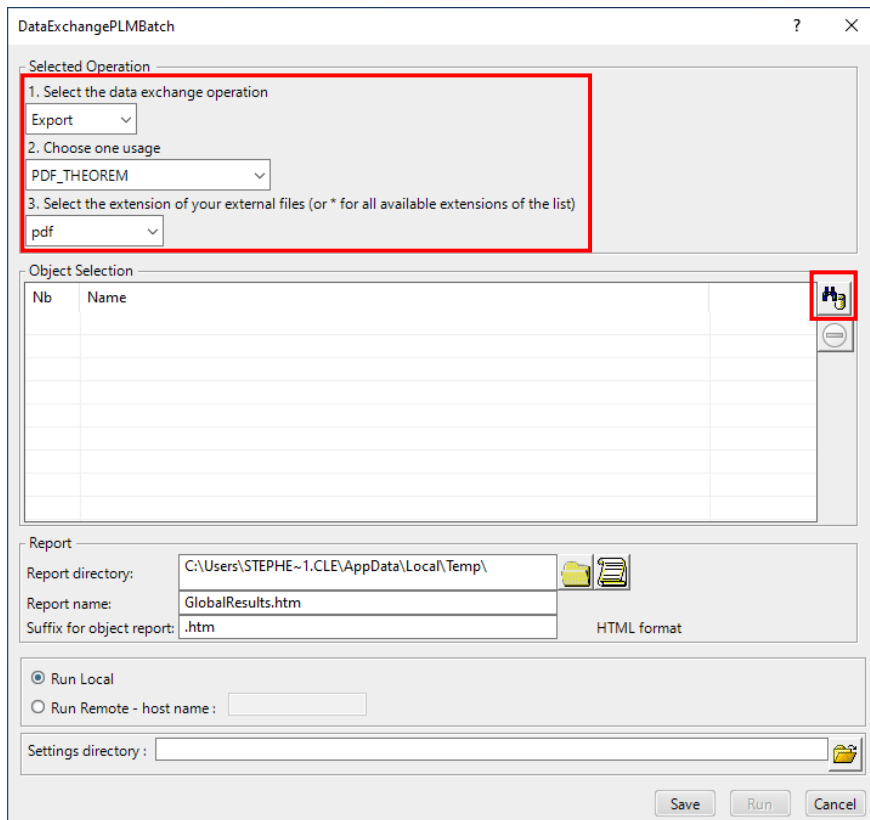 DataExchangePLMBatch ?
Selected Operation
1. Select the data exchange operation
Export
2. Choose one usage
PDF_THEOREM
3. Select the extension of your external files (or * for all available extensions of the list)
pdf
Object Selection
Nb Name
Report
Report directory: C:\Users\STEPHE~1.CLE\AppData\Local\Temp\
Report name: GlobalResults.htm
Suffix for object report: .htm HTML format
Run Local
Run Remote - host name :
Settings directory :
Save Run Cancel